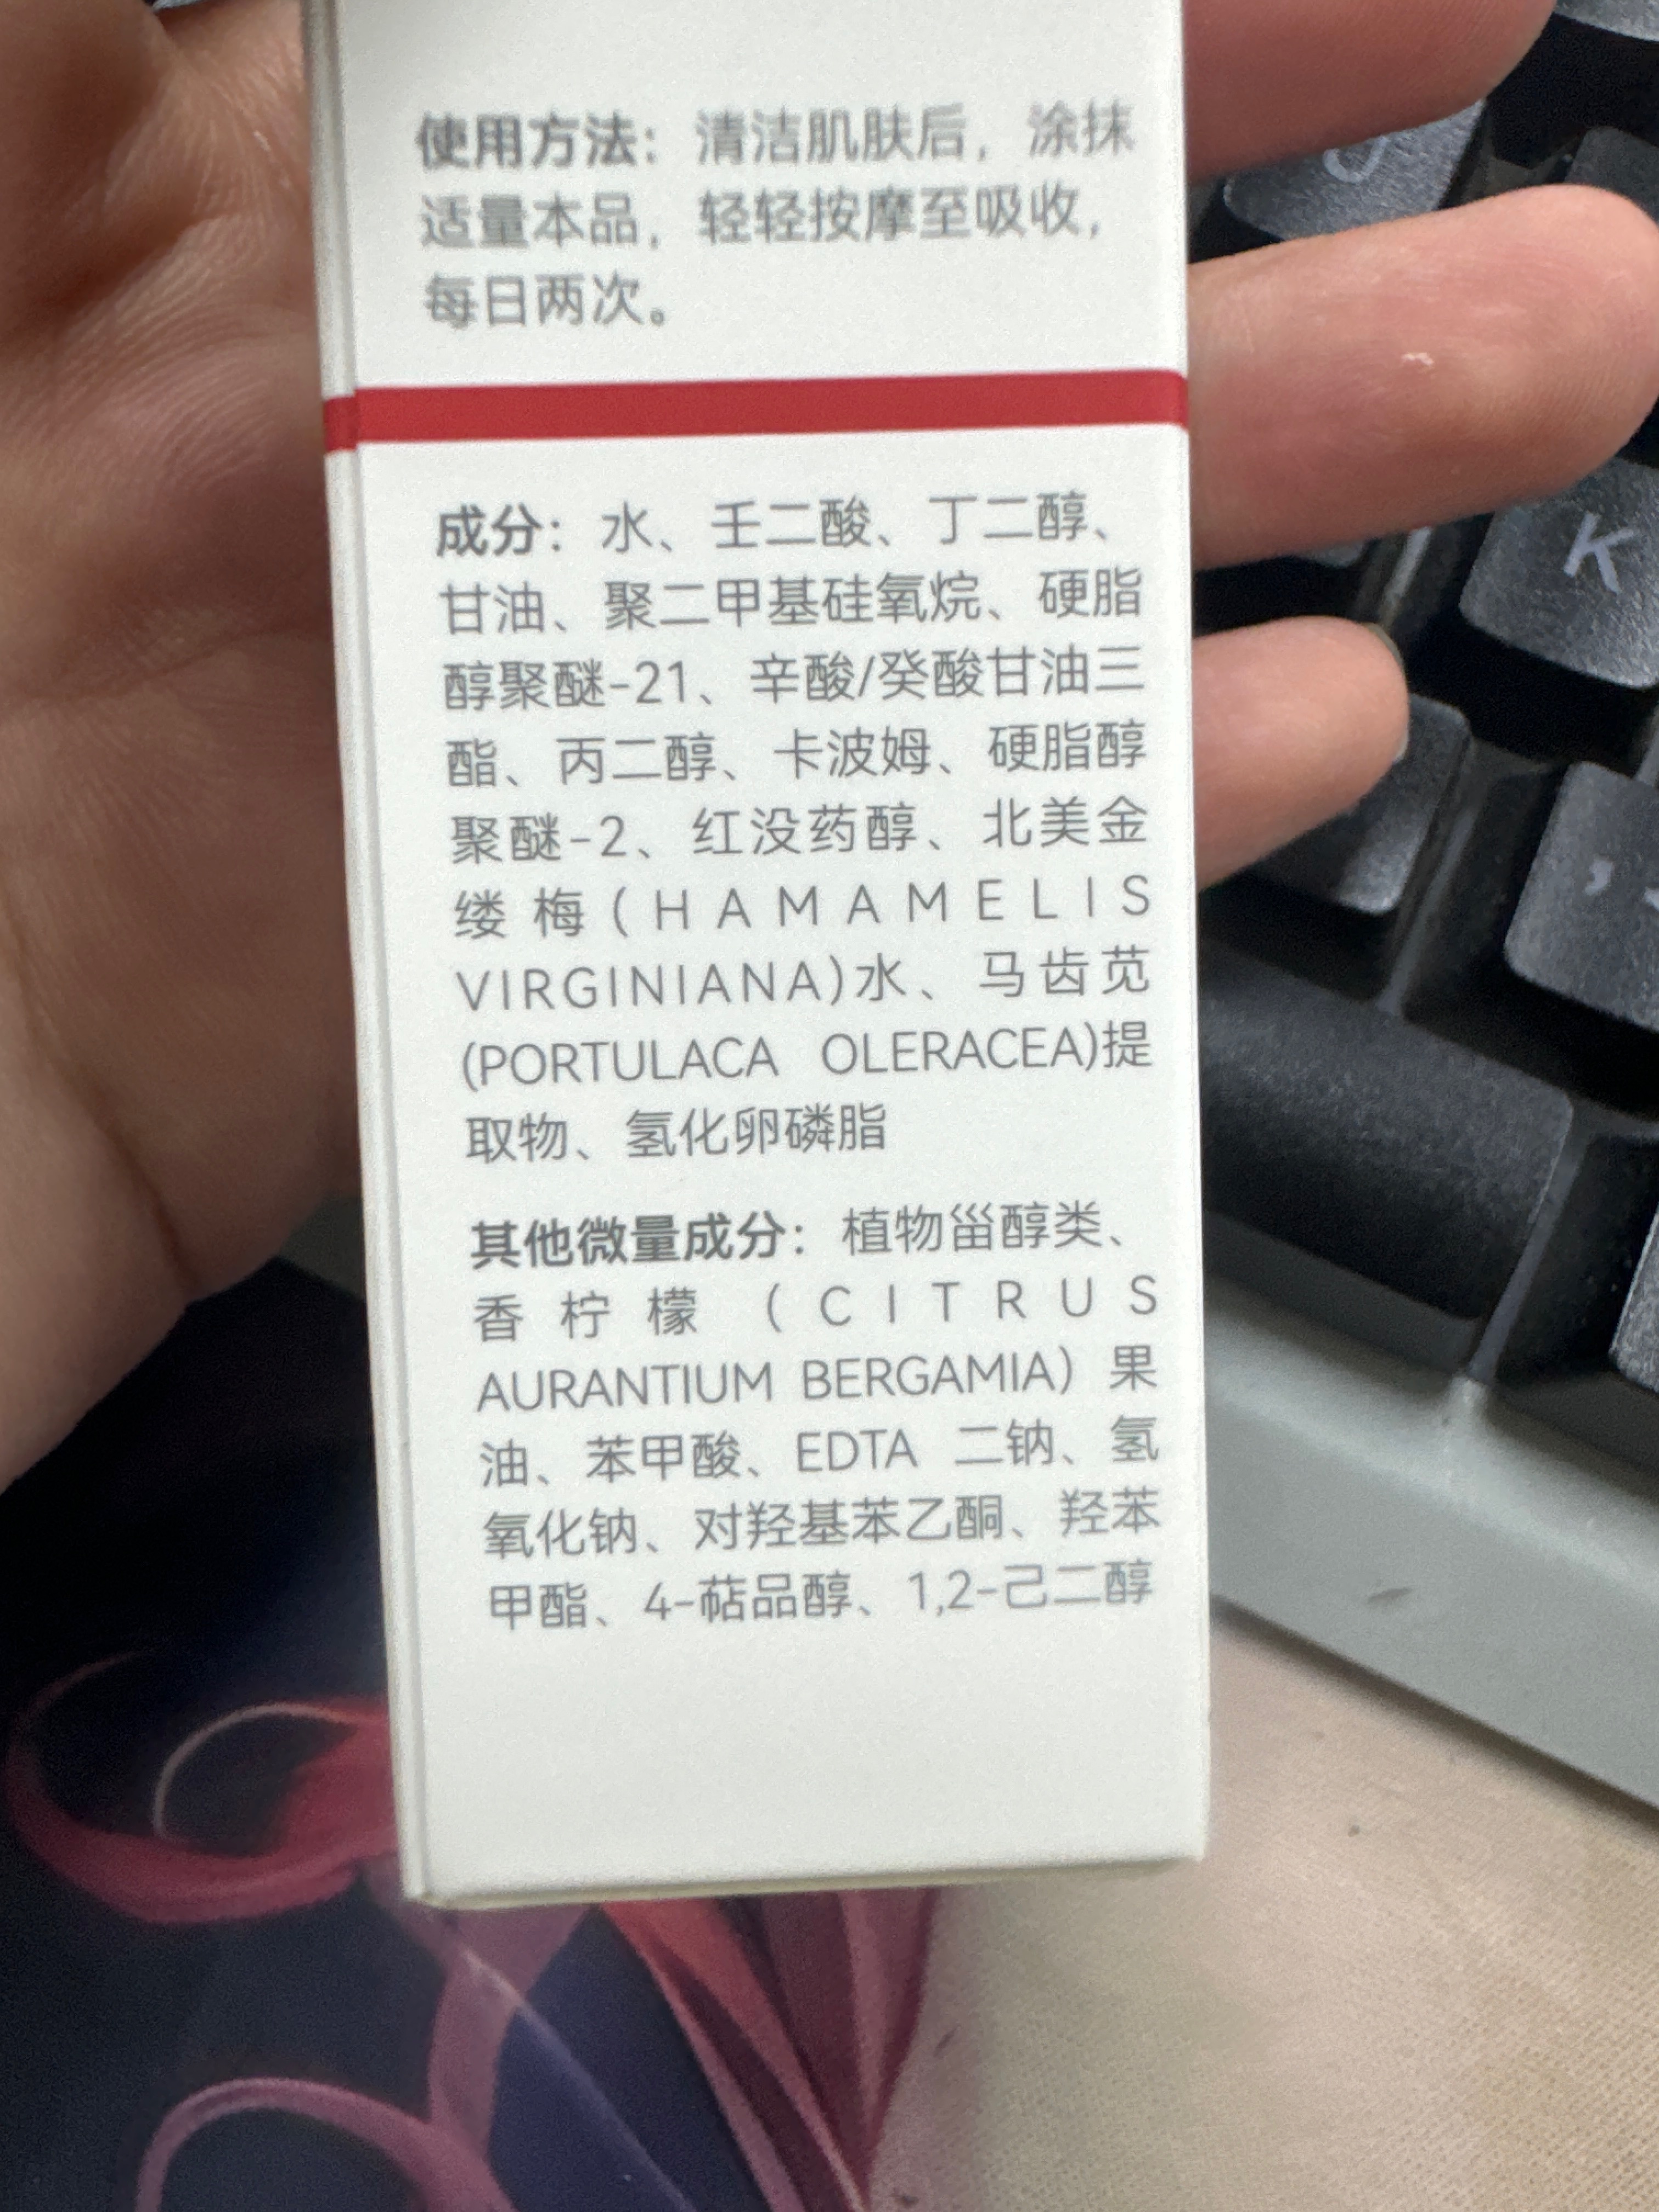 使用方法：清洁肌肤后，涂抹
适量本品，轻轻按摩至吸收，
每日两次。
成分：水、壬二酸、丁二醇、
甘油、聚二甲基硅氧烷、硬脂
醇聚醚-21、辛酸/癸酸甘油三
酯、丙二醇、卡波姆、硬脂醇
聚醚-2、红没药醇、北美金
缕梅(HAMAMELIS
VIRGINIANA)水、马齿苋
(PORTULACA OLERACEA)提
取物、氢化卵磷脂
其他微量成分：植物甾醇类、
香柠檬（CITRUS
AURANTIUM BERGAMIA）果
油、苯甲酸、EDTA 二钠、氢
氧化钠、对羟基苯乙酮、羟苯
甲酯、4-萜品醇、1,2-己二醇
K
,